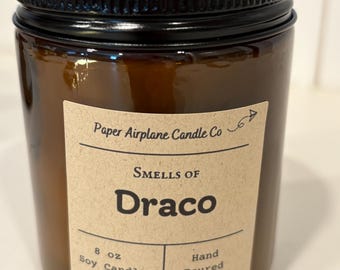 Paper Airplane Candle Co
SMELLS OF
Draco
8 oz
Hand
Soy Candle
Poured